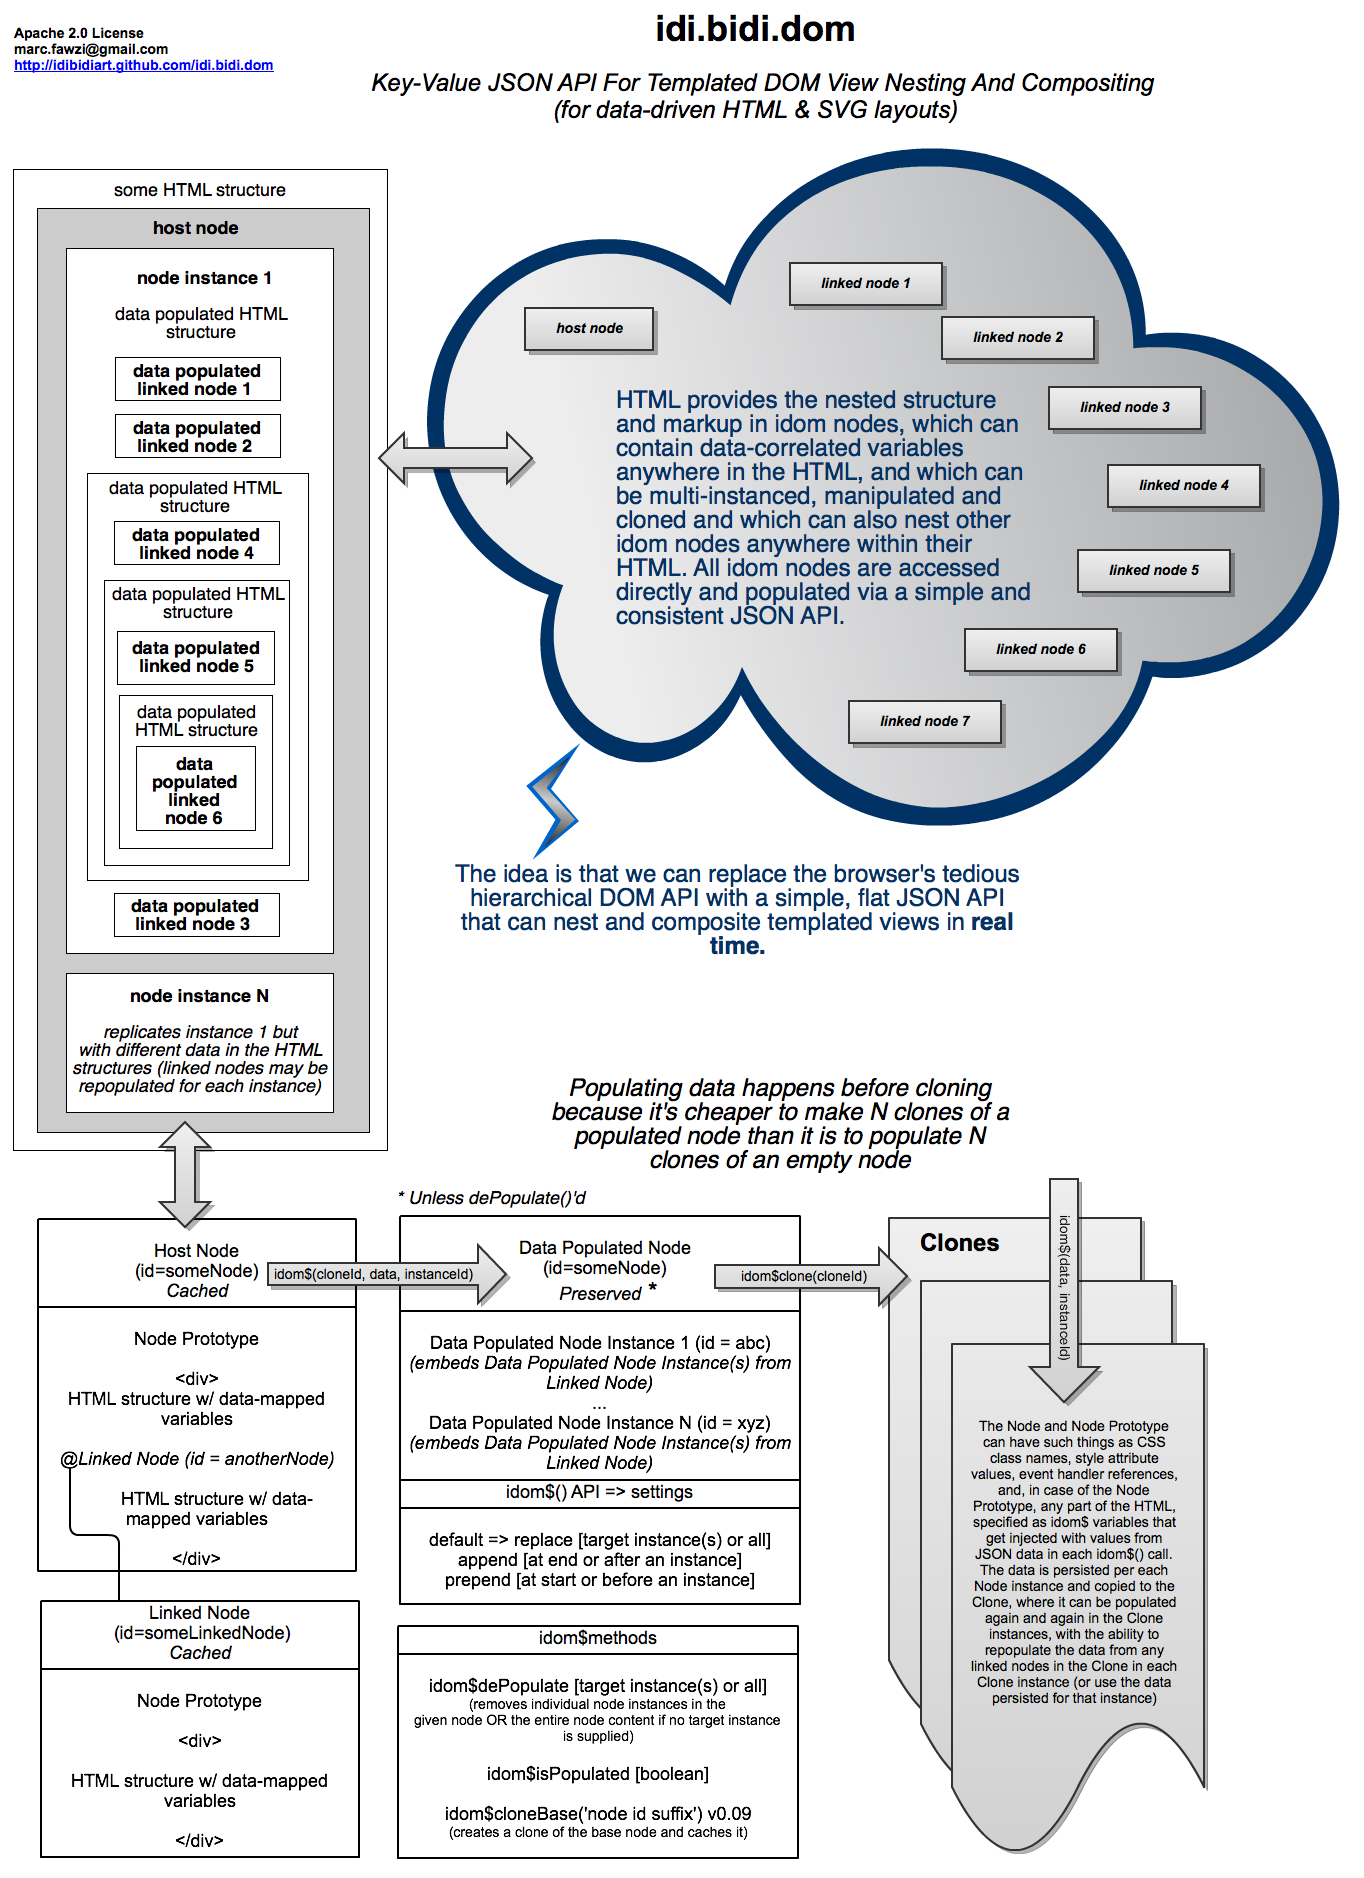 Apache 2.0 License
marc.fawzi@gmail.com
http://idibidiart.github.com/idi.bidi.dom
idi.bidi.dom
Key-Value JSON API For Templated DOM View Nesting And Compositing
(for data-driven HTML & SVG layouts)
some HTML structure
host node
node instance 1
data populated HTML
structure
data populated
linked node 1
data populated
linked node 2
data populated HTML
structure
data populated
linked node 4
data populated HTML
structure
data populated
linked node 5
data populated
HTML structure
data
populated
linked
node 6
data populated
linked node 3
node instance N
replicates instance 1 but
with different data in the HTML
structures (linked nodes may be
repopulated for each instance)
host node
linked node 1
linked node 2
linked node 3
linked node 4
linked node 5
linked node 6
linked node 7
HTML provides the nested structure
and markup in idom nodes, which can
contain data-correlated variables
anywhere in the HTML, and which can
be multi-instanced, manipulated and
cloned and which can also nest other
idom nodes anywhere within their
HTML. All idom nodes are accessed
directly and populated via a simple and
consistent JSON API.
The idea is that we can replace the browser's tedious
hierarchical DOM API with a simple, flat JSON API
that can nest and composite templated views in real
time.
Populating data happens before cloning
because it's cheaper to make N clones of a
populated node than it is to populate N
clones of an empty node
* Unless dePopulate()'d
Host Node
(id=someNode)
Cached
Node Prototype
<div>
HTML structure w/ data-mapped
variables
@Linked Node (id = anotherNode)
HTML structure w/ data-
mapped variables
</div>
Linked Node
(id=someLinkedNode)
Cached
Node Prototype
<div>
HTML structure w/ data-mapped
variables
</div>
idom$(cloneId, data, instanceId)
Data Populated Node
(id=someNode)
Preserved *
Data Populated Node Instance 1 (id = abc)
(embeds Data Populated Node Instance(s) from
Linked Node)
...
Data Populated Node Instance N (id = xyz)
(embeds Data Populated Node Instance(s) from
Linked Node)
idom$() API => settings
default => replace [target instance(s) or all]
append [at end or after an instance]
prepend [at start or before an instance]
idom$methods
idom$dePopulate [target instance(s) or all]
(removes individual node instances in the
given node OR the entire node content if no target instance
is supplied)
idom$isPopulated [boolean]
idom$cloneBase('node id suffix') v0.09
(creates a clone of the base node and caches it)
idom$clone(cloneId)
Clones
idom$(data, instanceId)
The Node and Node Prototype
can have such things as CSS
class names, style attribute
values, event handler references,
and, in case of the Node
Prototype, any part of the HTML,
specified as idom$ variables that
get injected with values from
JSON data in each idom$() call.
The data is persisted per each
Node instance and copied to the
Clone, where it can be populated
again and again in the Clone
instances, with the ability to
repopulate the data from any
linked nodes in the Clone in each
Clone instance (or use the data
persisted for that instance)